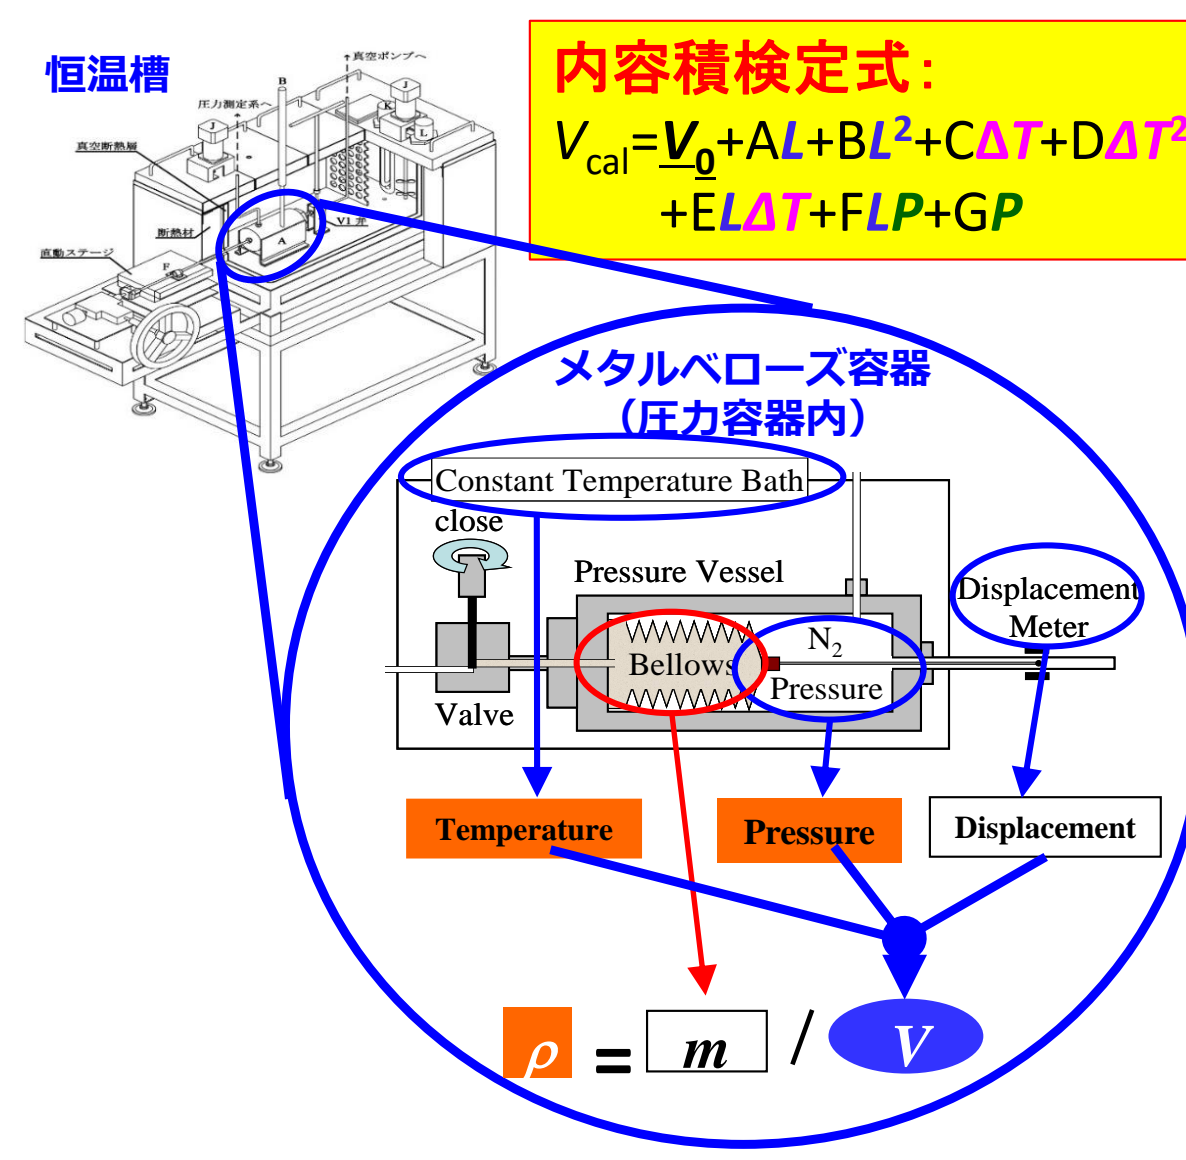 恒温槽
内容積検定式：
Vcal=V0+AL+BL²+CΔT+DΔT²
+ELΔT+FLP+GP
真空ポンプへ
B
J
圧力測定系へ
K
J
L
真空断熱層
断熱材
V1 弁
A
直動ステージ
F
メタルベローズ容器
（圧力容器内）
Constant Temperature Bath
close
Pressure Vessel
Displacement
Meter
N₂
Bellows
Pressure
Valve
Temperature
Pressure
Displacement
ρ = m / V